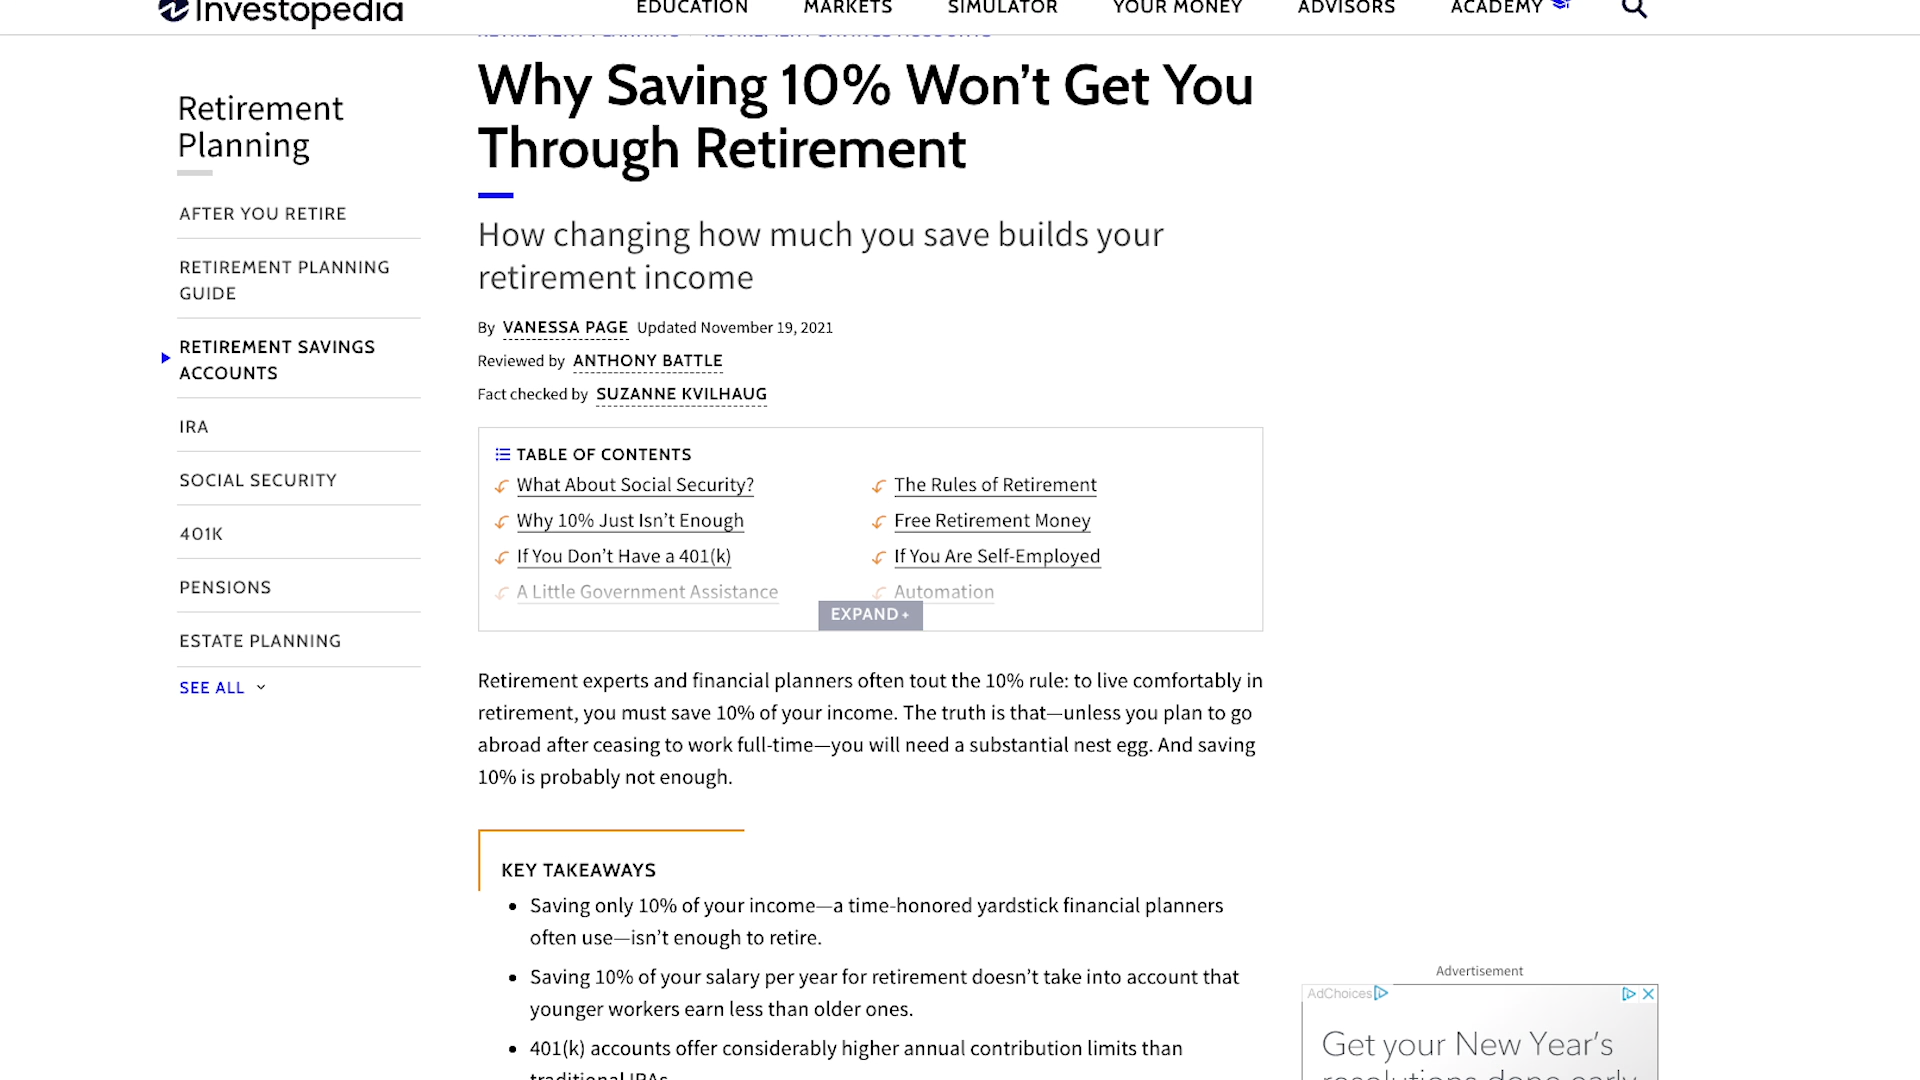 Investopedia
EDUCATION
MARKETS
SIMULATOR
YOUR MONEY
ADVISORS
ACADEMY
Retirement
Planning
AFTER YOU RETIRE
RETIREMENT PLANNING
GUIDE
RETIREMENT SAVINGS
ACCOUNTS
IRA
SOCIAL SECURITY
401K
PENSIONS
ESTATE PLANNING
SEE ALL
Why Saving 10% Won’t Get You
Through Retirement
How changing how much you save builds your
retirement income
By VANESSA PAGE Updated November 19, 2021
Reviewed by ANTHONY BATTLE
Fact checked by SUZANNE KVILHAUG
TABLE OF CONTENTS
What About Social Security?
The Rules of Retirement
Why 10% Just Isn’t Enough
Free Retirement Money
If You Don’t Have a 401(k)
If You Are Self-Employed
A Little Government Assistance
Automation
EXPAND +
Retirement experts and financial planners often tout the 10% rule: to live comfortably in
retirement, you must save 10% of your income. The truth is that—unless you plan to go
abroad after ceasing to work full-time—you will need a substantial nest egg. And saving
10% is probably not enough.
KEY TAKEAWAYS
• Saving only 10% of your income—a time-honored yardstick financial planners
often use—isn’t enough to retire.
• Saving 10% of your salary per year for retirement doesn’t take into account that
younger workers earn less than older ones.
• 401(k) accounts offer considerably higher annual contribution limits than
traditional IRAs.
Advertisement
AdChoices
Get your New Year’s
resolutions done early